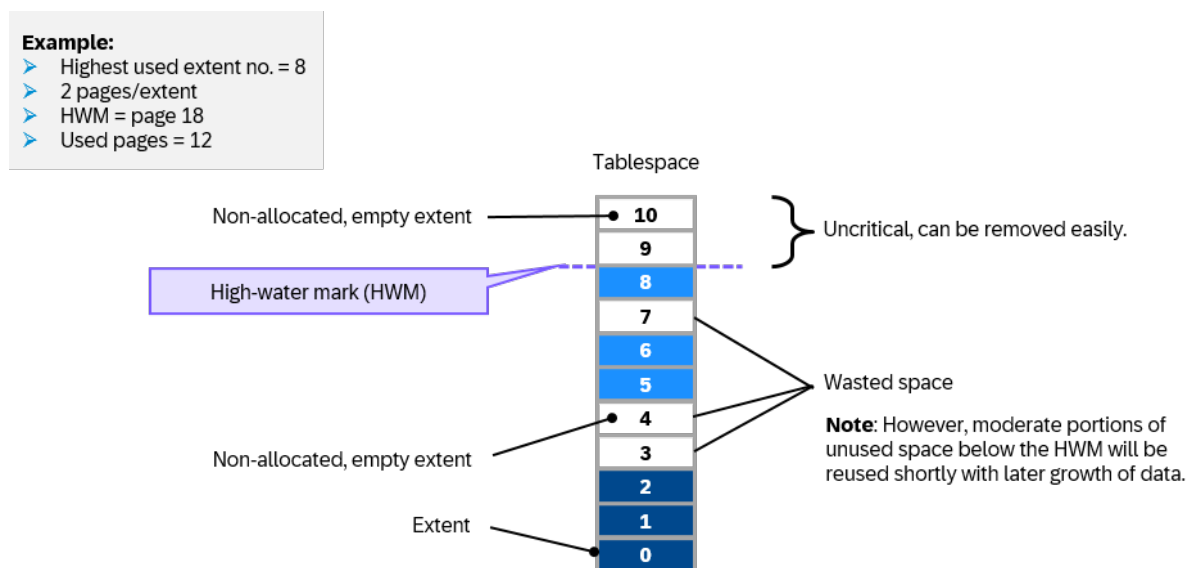 Example:
Highest used extent no. = 8
2 pages/extent
HWM = page 18
Used pages = 12
Tablespace
Non-allocated, empty extent
10
Uncritical, can be removed easily.
9
High-water mark (HWM)
8
7
6
5
Wasted space
4
Note: However, moderate portions of
unused space below the HWM will be
reused shortly with later growth of data.
Non-allocated, empty extent
3
2
Extent
1
0